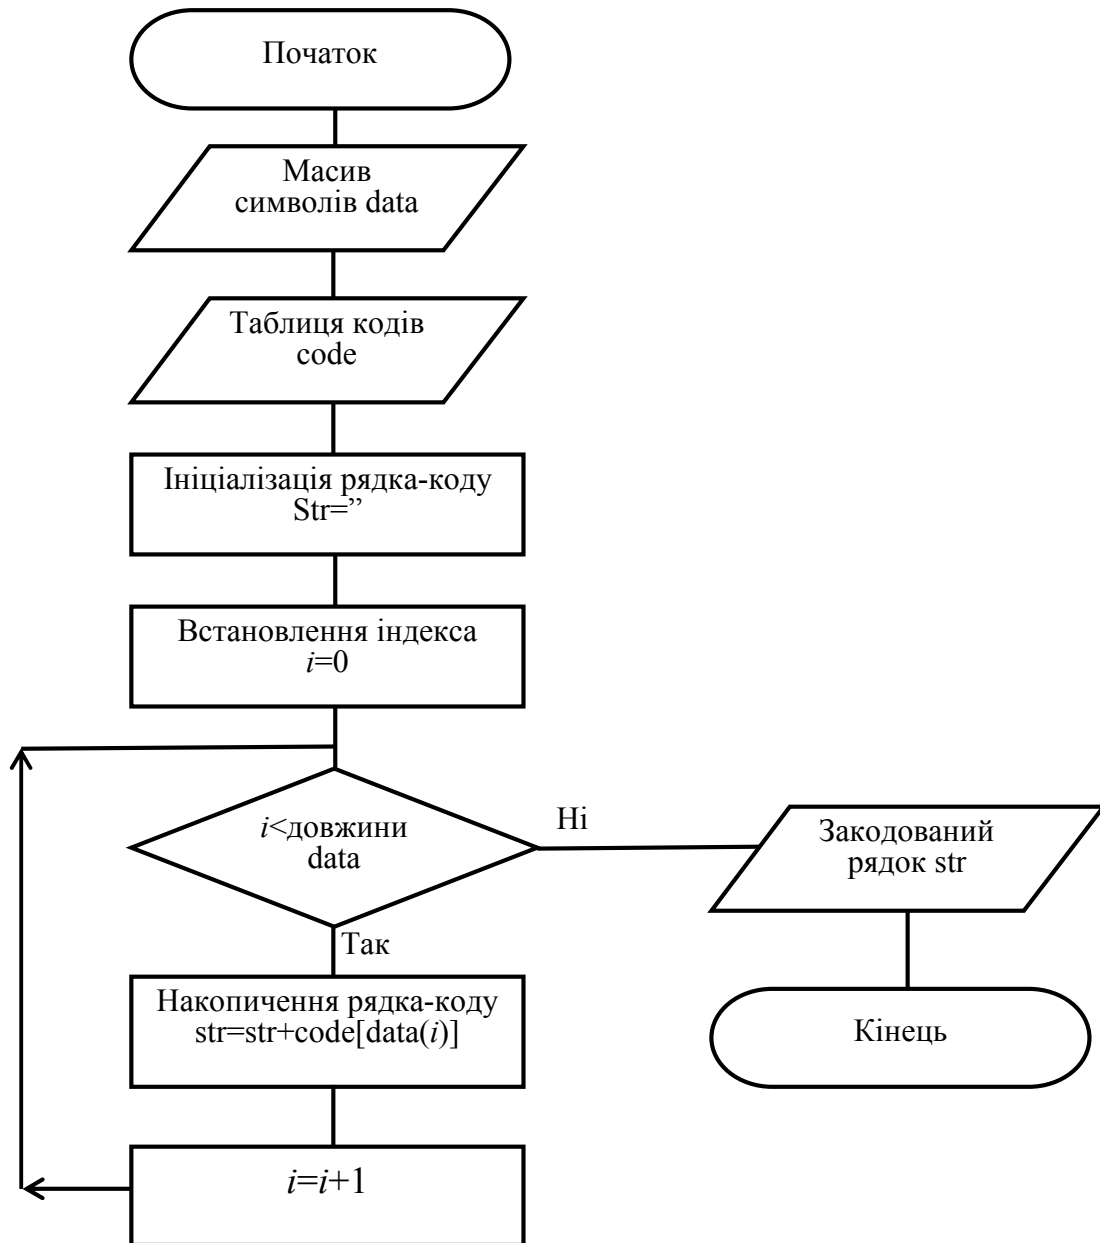 Початок
Масив
символів data
Таблиця кодів
code
Ініціалізація рядка-коду
Str=”
Встановлення індекса
i=0
i<довжини
data
Ні
Закодований
рядок str
Так
Накопичення рядка-коду
str=str+code[data(i)]
Кінець
i=i+1